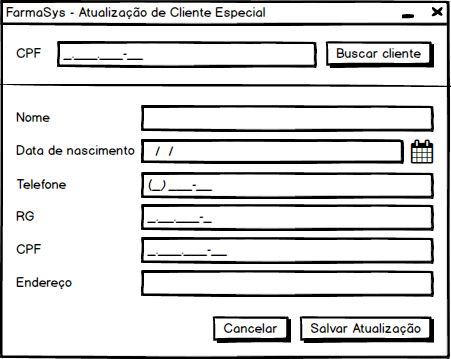 FarmaSys - Atualização de Cliente Especial
CPF _.___.___-__ Buscar cliente
Nome
Data de nascimento / /
Telefone (_) ___-__
RG _.__.___-_
CPF _.___.___-__
Endereço
Cancelar Salvar Atualização